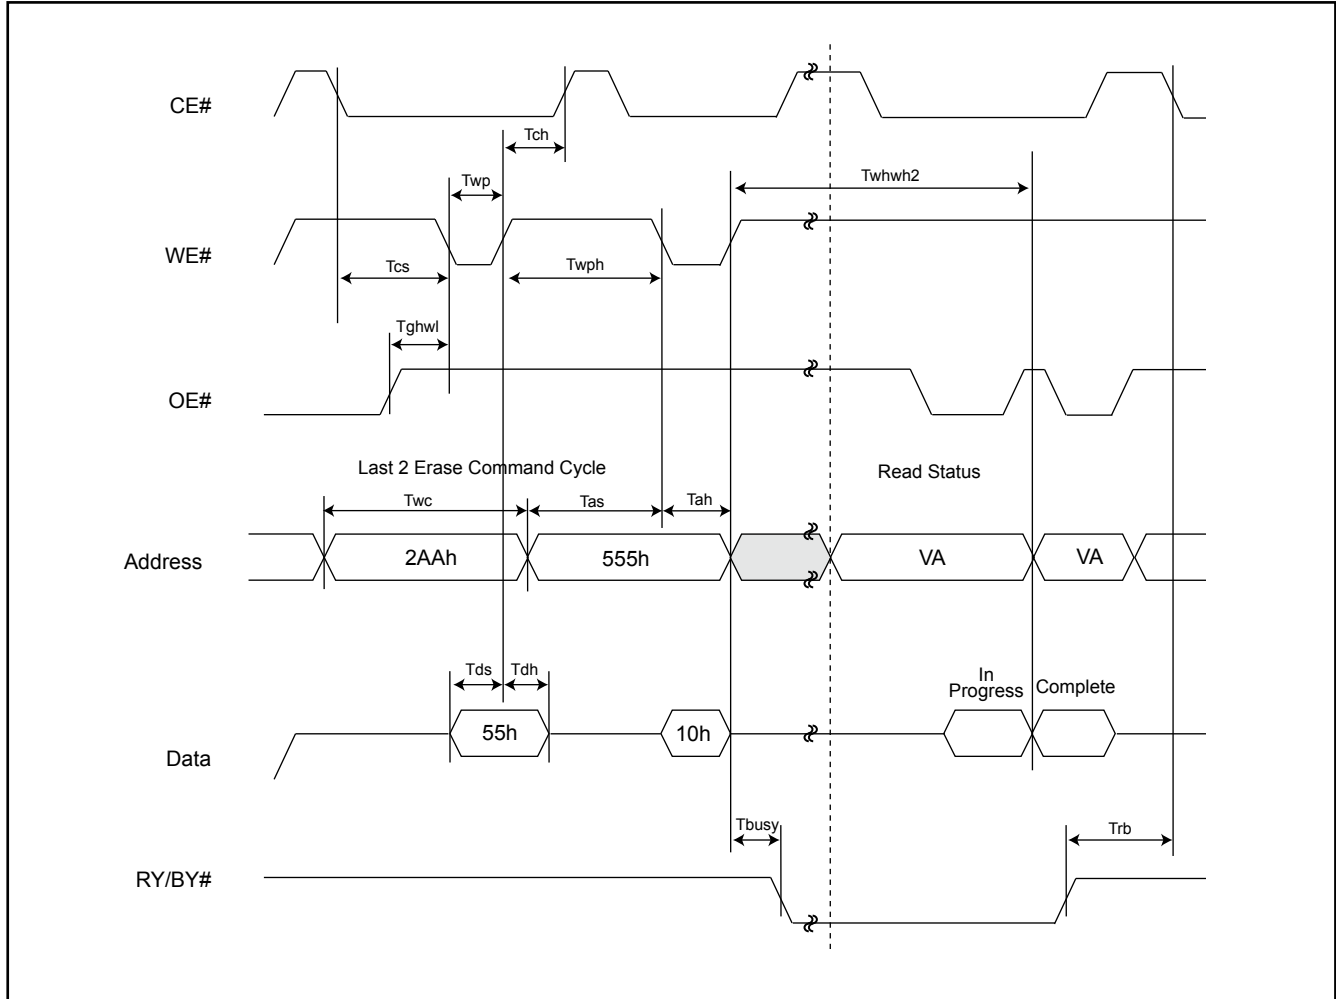 CE#
Tch
Twp
Twhwh2
WE#
Tcs
Twph
Tghwl
OE#
Last 2 Erase Command Cycle
Read Status
Twc
Tas
Tah
Address
2AAh
555h
VA
VA
Tds
Tdh
In
Progress
Complete
55h
10h
Data
Tbusy
Trb
RY/BY#